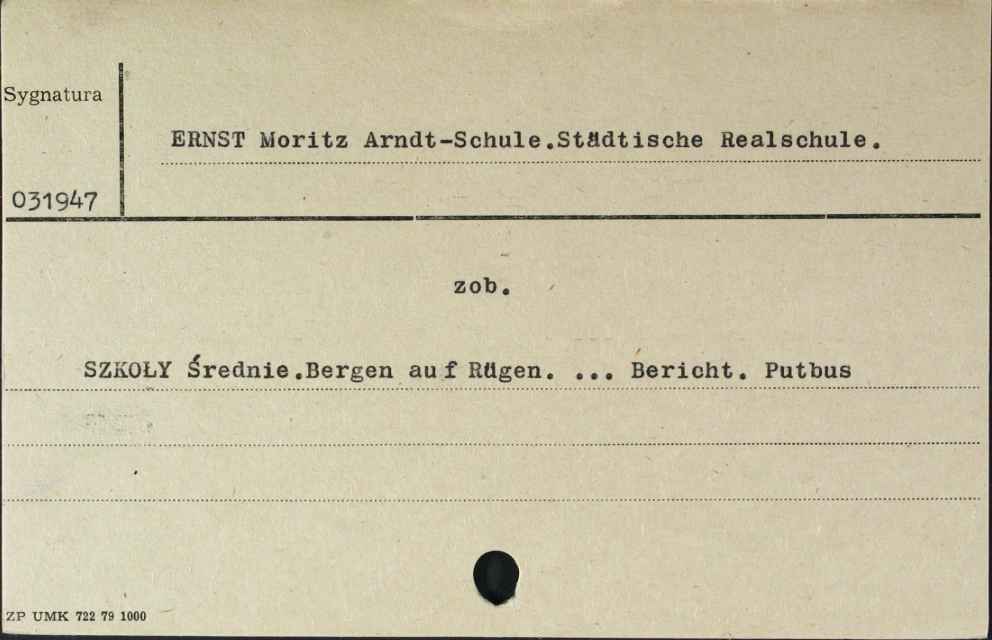 Sygnatura
ERNST Moritz Arndt-Schule.Städtische Realschule.
031947
zob.
SZKOŁY Średnie.Bergen auf Rügen. ... Bericht. Putbus
ZP UMK 722 79 1000